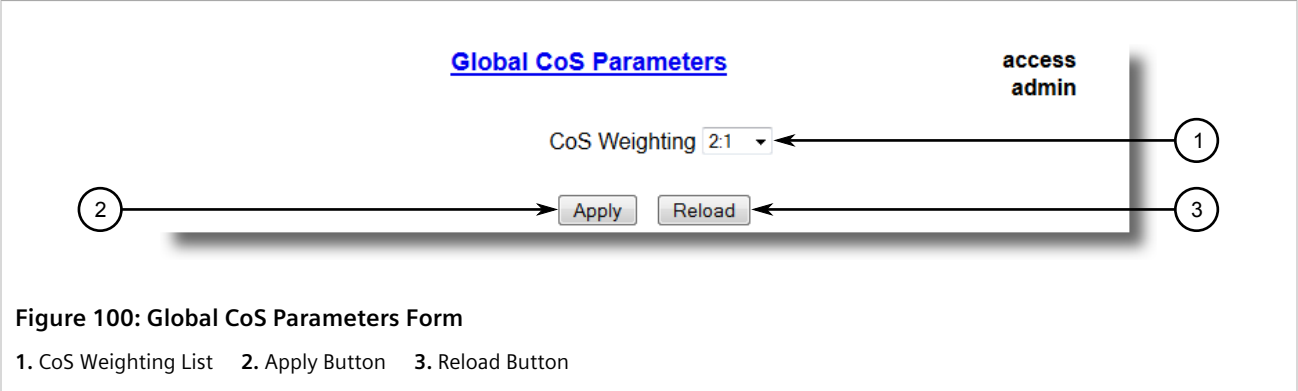 Global CoS Parameters
access
admin
CoS Weighting 2:1
1
2
Apply
Reload
3
Figure 100: Global CoS Parameters Form
1. CoS Weighting List 2. Apply Button 3. Reload Button